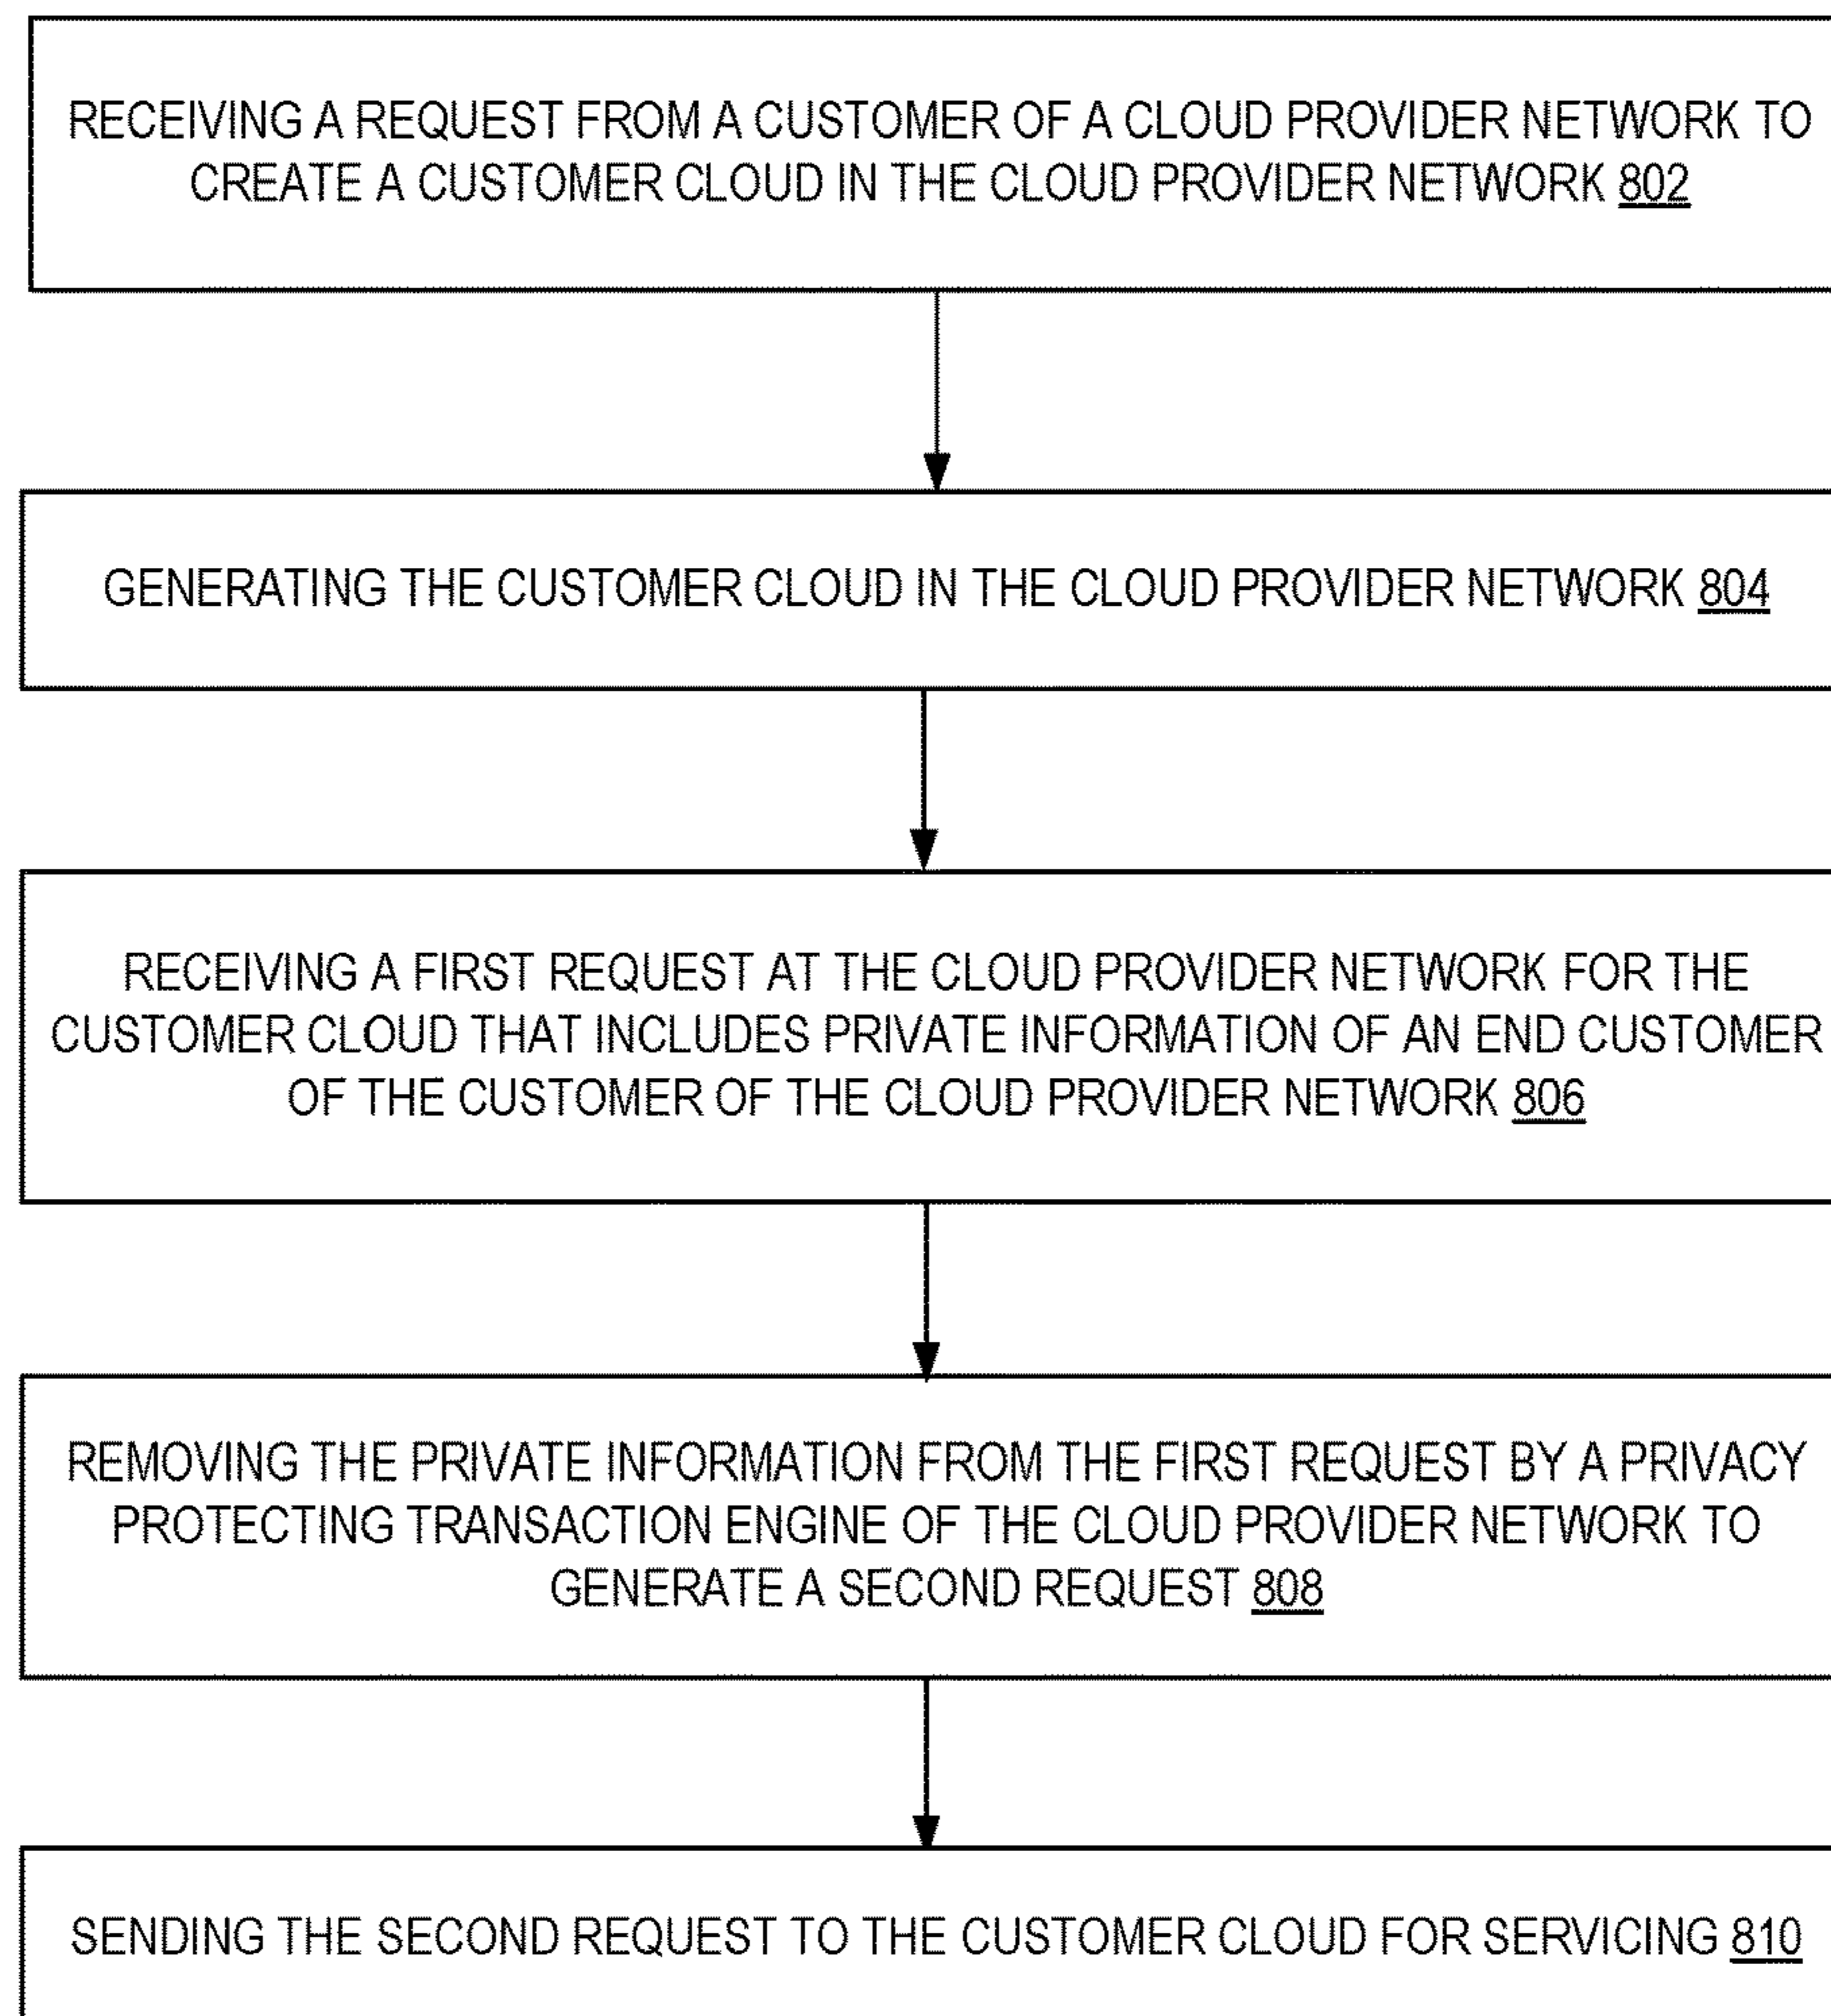 RECEIVING A REQUEST FROM A CUSTOMER OF A CLOUD PROVIDER NETWORK TO
CREATE A CUSTOMER CLOUD IN THE CLOUD PROVIDER NETWORK 802
GENERATING THE CUSTOMER CLOUD IN THE CLOUD PROVIDER NETWORK 804
RECEIVING A FIRST REQUEST AT THE CLOUD PROVIDER NETWORK FOR THE
CUSTOMER CLOUD THAT INCLUDES PRIVATE INFORMATION OF AN END CUSTOMER
OF THE CUSTOMER OF THE CLOUD PROVIDER NETWORK 806
REMOVING THE PRIVATE INFORMATION FROM THE FIRST REQUEST BY A PRIVACY
PROTECTING TRANSACTION ENGINE OF THE CLOUD PROVIDER NETWORK TO
GENERATE A SECOND REQUEST 808
SENDING THE SECOND REQUEST TO THE CUSTOMER CLOUD FOR SERVICING 810